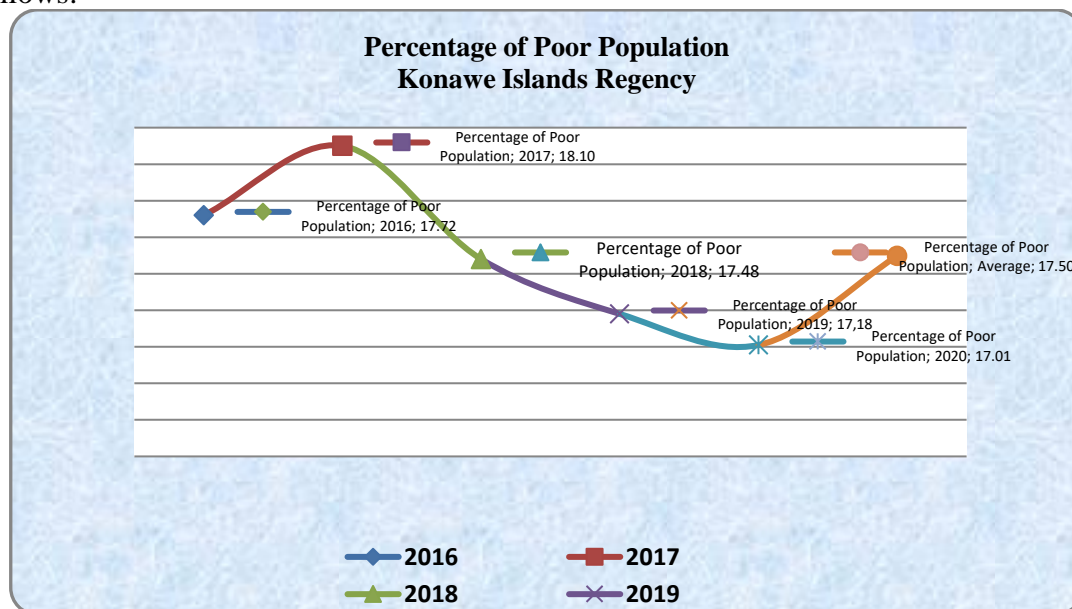 Percentage of Poor Population
Konawe Islands Regency
Percentage of Poor
Population; 2017; 18.10
Percentage of Poor
Population; 2016; 17.72
Percentage of Poor
Population; 2018; 17.48
Percentage of Poor
Population; Average; 17.50
Percentage of Poor
Population; 2019; 17,18
Percentage of Poor
Population; 2020; 17.01
2016
2017
2018
2019